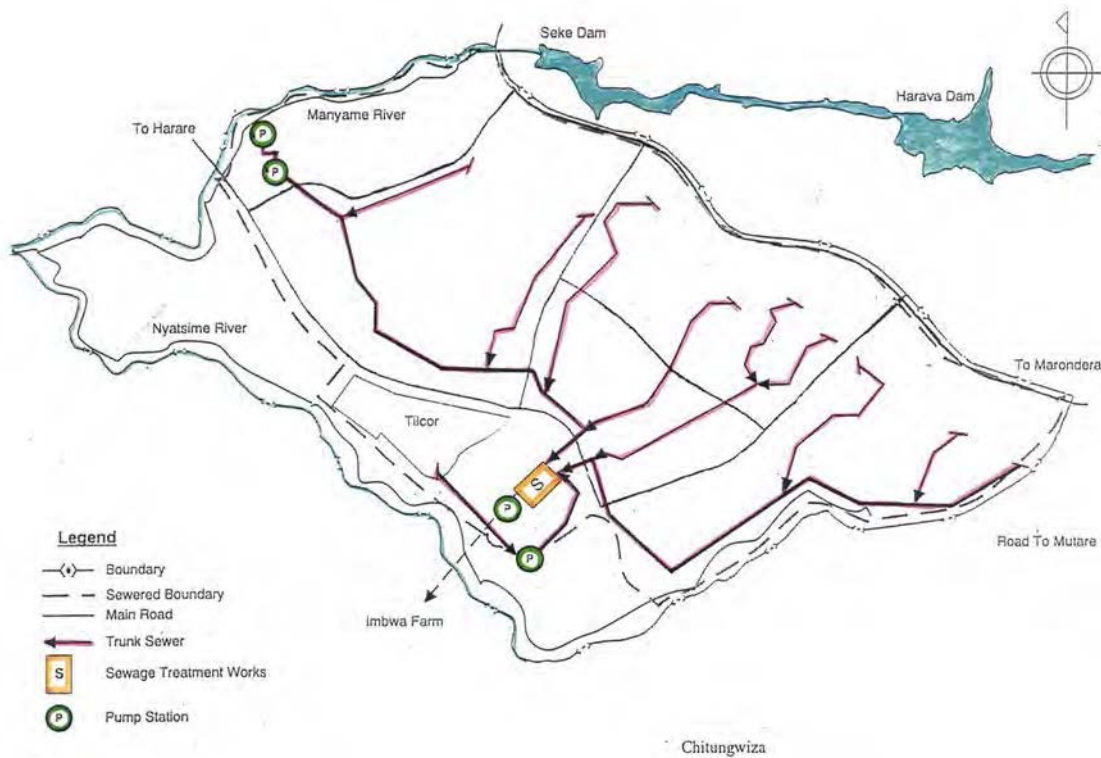 Seke Dam
Harava Dam
Manyame River
To Harare
P
P
Nyatsime River
To Marondera
Tilcor
S
P
P
Road To Mutare
Imbwa Farm
Legend
Boundary
Sewered Boundary
Main Road
Trunk Sewer
S
Sewage Treatment Works
P
Pump Station
Chitungwiza